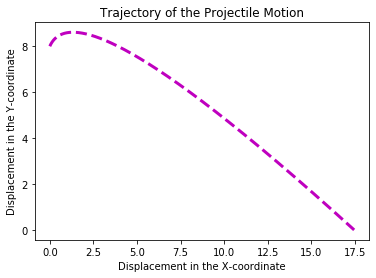 Trajectory of the Projectile Motion
Displacement in the Y-coordinate
8
6
4
2
0
0.0 2.5 5.0 7.5 10.0 12.5 15.0 17.5
Displacement in the X-coordinate